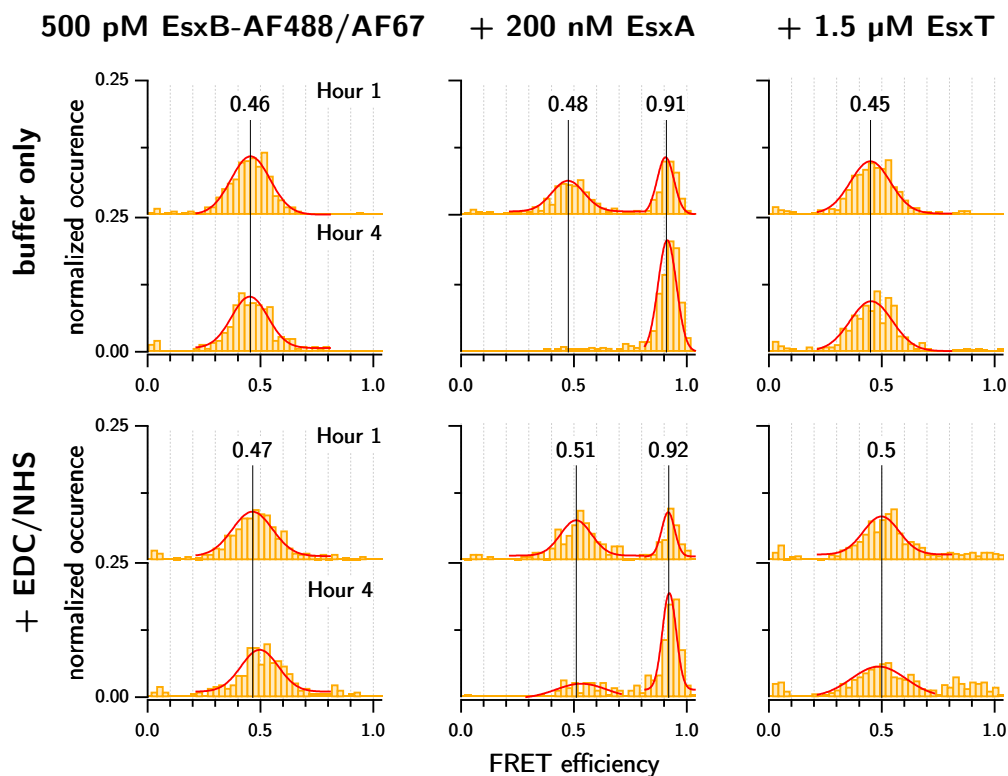 500 pM EsxB-AF488/AF67
+ 200 nM EsxA
+ 1.5 µM EsxT
buffer only
normalized occurence
0.25
Hour 1
0.46
0.48
0.91
0.45
0.25
Hour 4
0.00
0.0
0.5
1.0
0.0
0.5
1.0
0.0
0.5
1.0
+ EDC/NHS
normalized occurence
0.25
Hour 1
0.47
0.51
0.92
0.5
0.25
Hour 4
0.00
0.0
0.5
1.0
0.0
0.5
1.0
0.0
0.5
1.0
FRET efficiency